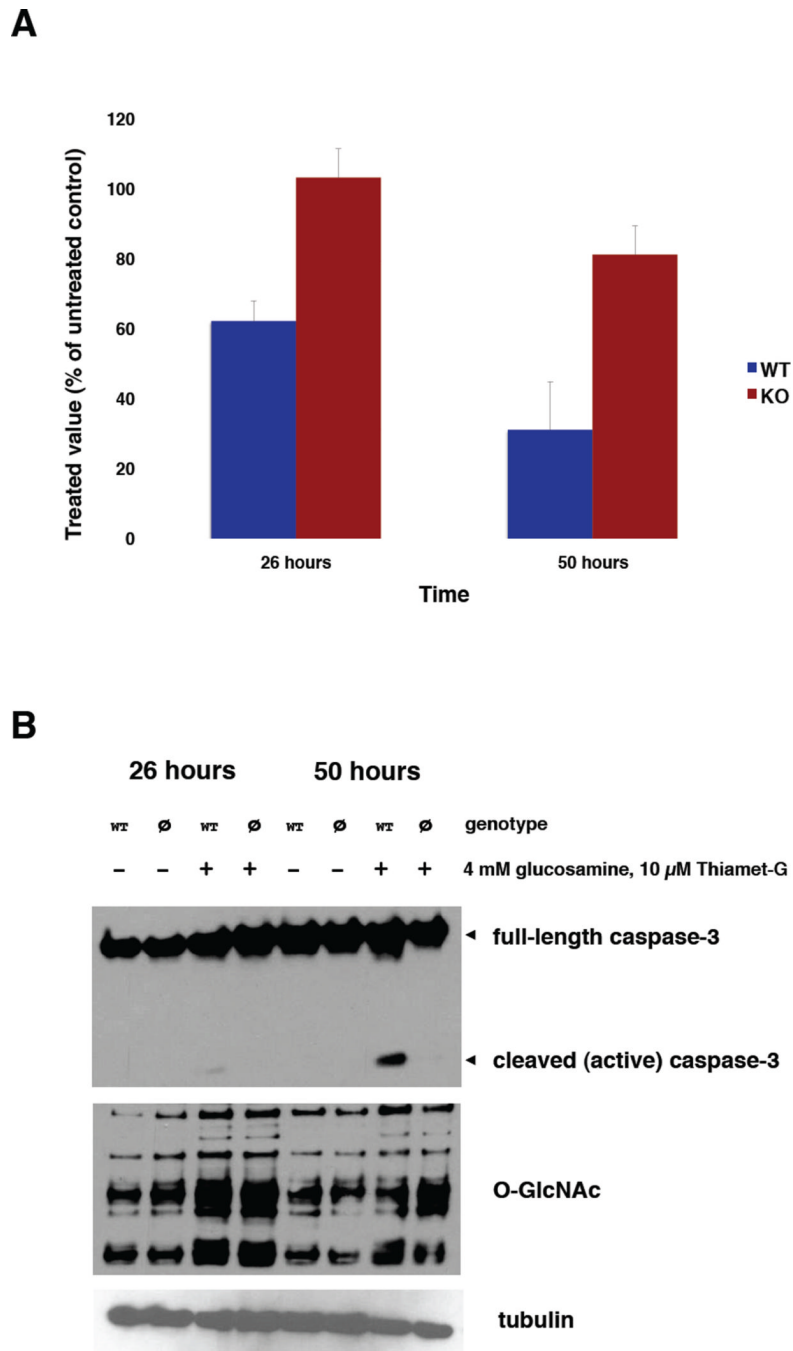 A
120
100
80
60
40
20
0
Treated value (% of untreated control)
26 hours 50 hours
Time
WT
KO
B
26 hours 50 hours
WT Ø WT Ø WT Ø WT Ø genotype
– – + + – – + + 4 mM glucosamine, 10 µM Thiamet-G
full-length caspase-3
cleaved (active) caspase-3
O-GlcNAc
tubulin